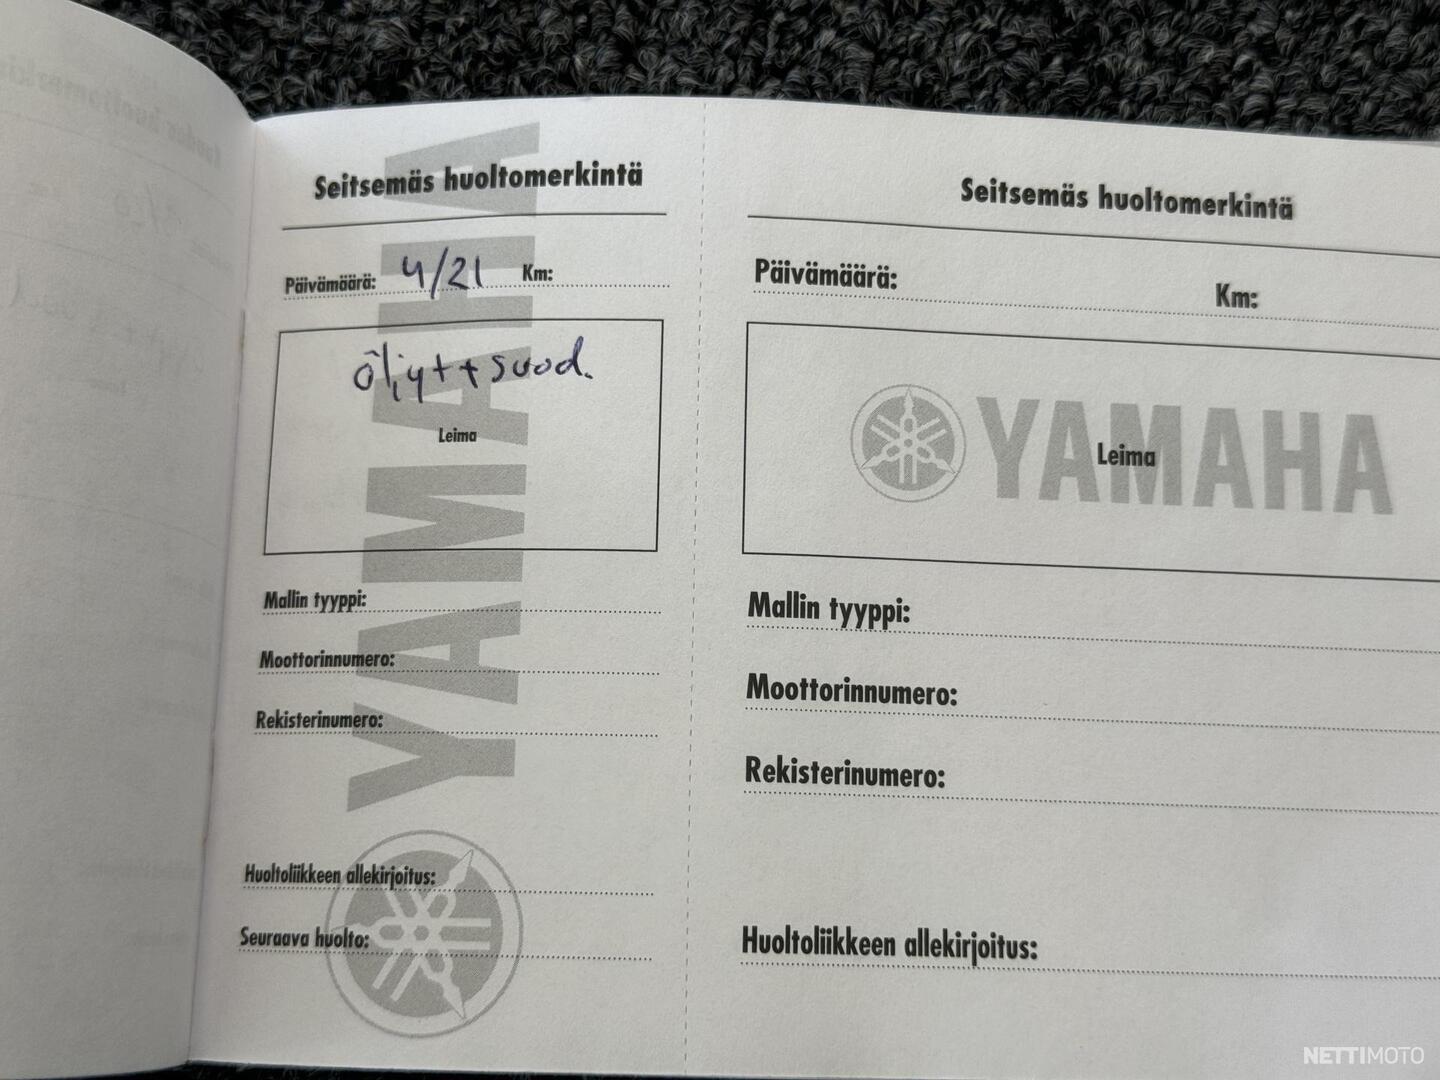 Seitsemäs huoltomerkintä
Päivämäärä: 4/21 Km:
öljyt + suod.
Leima
YAMAHA
Mallin tyyppi:
Moottorinnumero:
Rekisterinumero:
Huoltoliikkeen allekirjoitus:
Seuraava huolto:
Seitsemäs huoltomerkintä
Päivämäärä: Km:
YAMAHA
Leima
Mallin tyyppi:
Moottorinnumero:
Rekisterinumero:
Huoltoliikkeen allekirjoitus:
NETTIMOTO